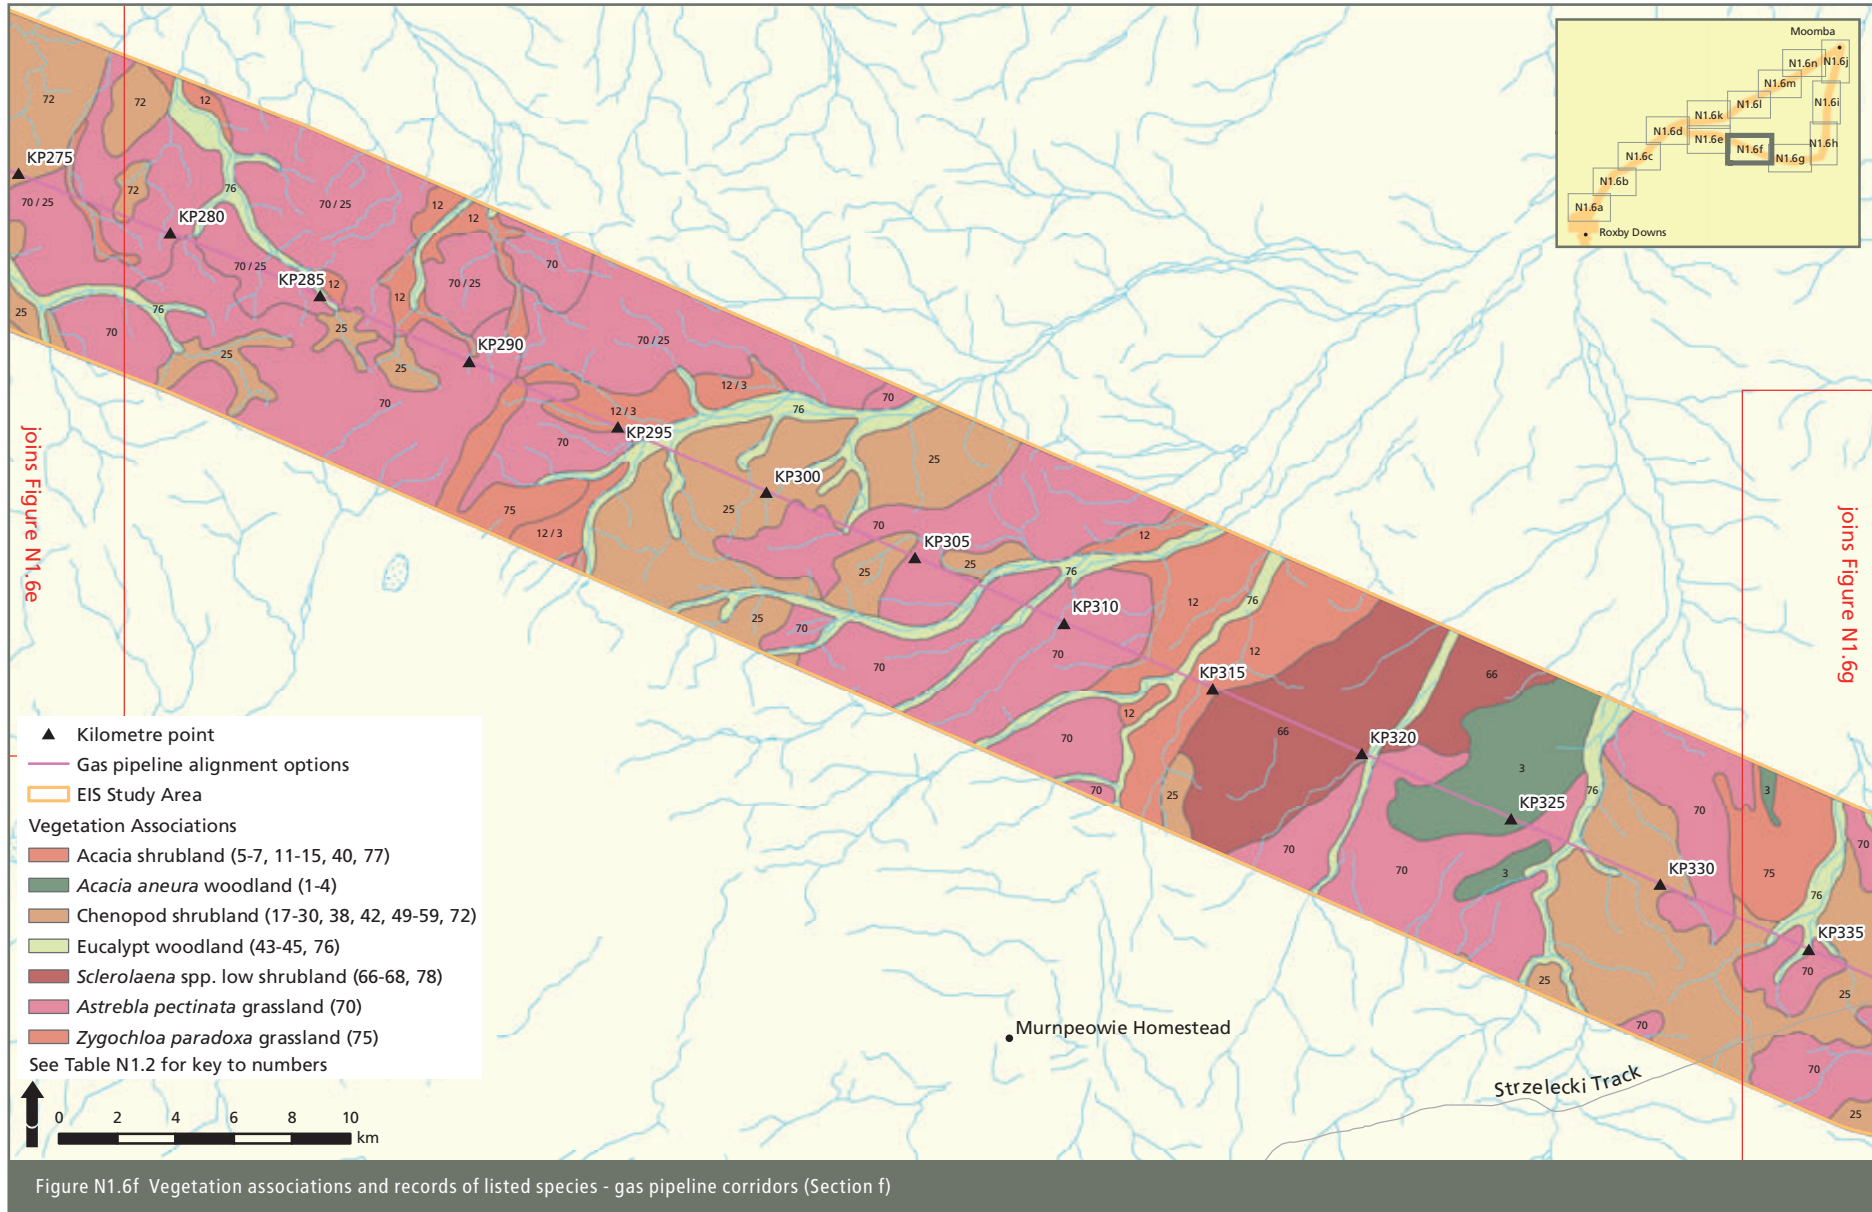 Moomba
N1.6n
N1.6j
N1.6m
N1.6l
N1.6i
N1.6k
N1.6d
N1.6e
N1.6f
N1.6g
N1.6h
N1.6c
N1.6b
N1.6a
Roxby Downs
72
72
12
KP275
72
76
70 / 25
70 / 25
KP280
12
12
70 / 25
70
KP285
12
12
70 / 25
76
25
70
25
25
KP290
25
70 / 25
70
12 / 3
70
76
12 / 3
KP295
70
25
KP300
75
25
12 / 3
70
KP305
25
25
12
76
25
70
KP310
12
76
70
70
12
KP315
12
70
66
66
KP320
70
25
3
KP325
76
70
3
75
70
70
3
KP330
70
76
KP335
70
25
25
70
70
25
joins Figure N1.6e
joins Figure N1.6g
Murnpeowie Homestead
Strzelecki Track
Kilometre point
Gas pipeline alignment options
EIS Study Area
Vegetation Associations
Acacia shrubland (5-7, 11-15, 40, 77)
Acacia aneura woodland (1-4)
Chenopod shrubland (17-30, 38, 42, 49-59, 72)
Eucalypt woodland (43-45, 76)
Sclerolaena spp. low shrubland (66-68, 78)
Astrebla pectinata grassland (70)
Zygochloa paradoxa grassland (75)
See Table N1.2 for key to numbers
0 2 4 6 8 10
km
Figure N1.6f Vegetation associations and records of listed species - gas pipeline corridors (Section f)